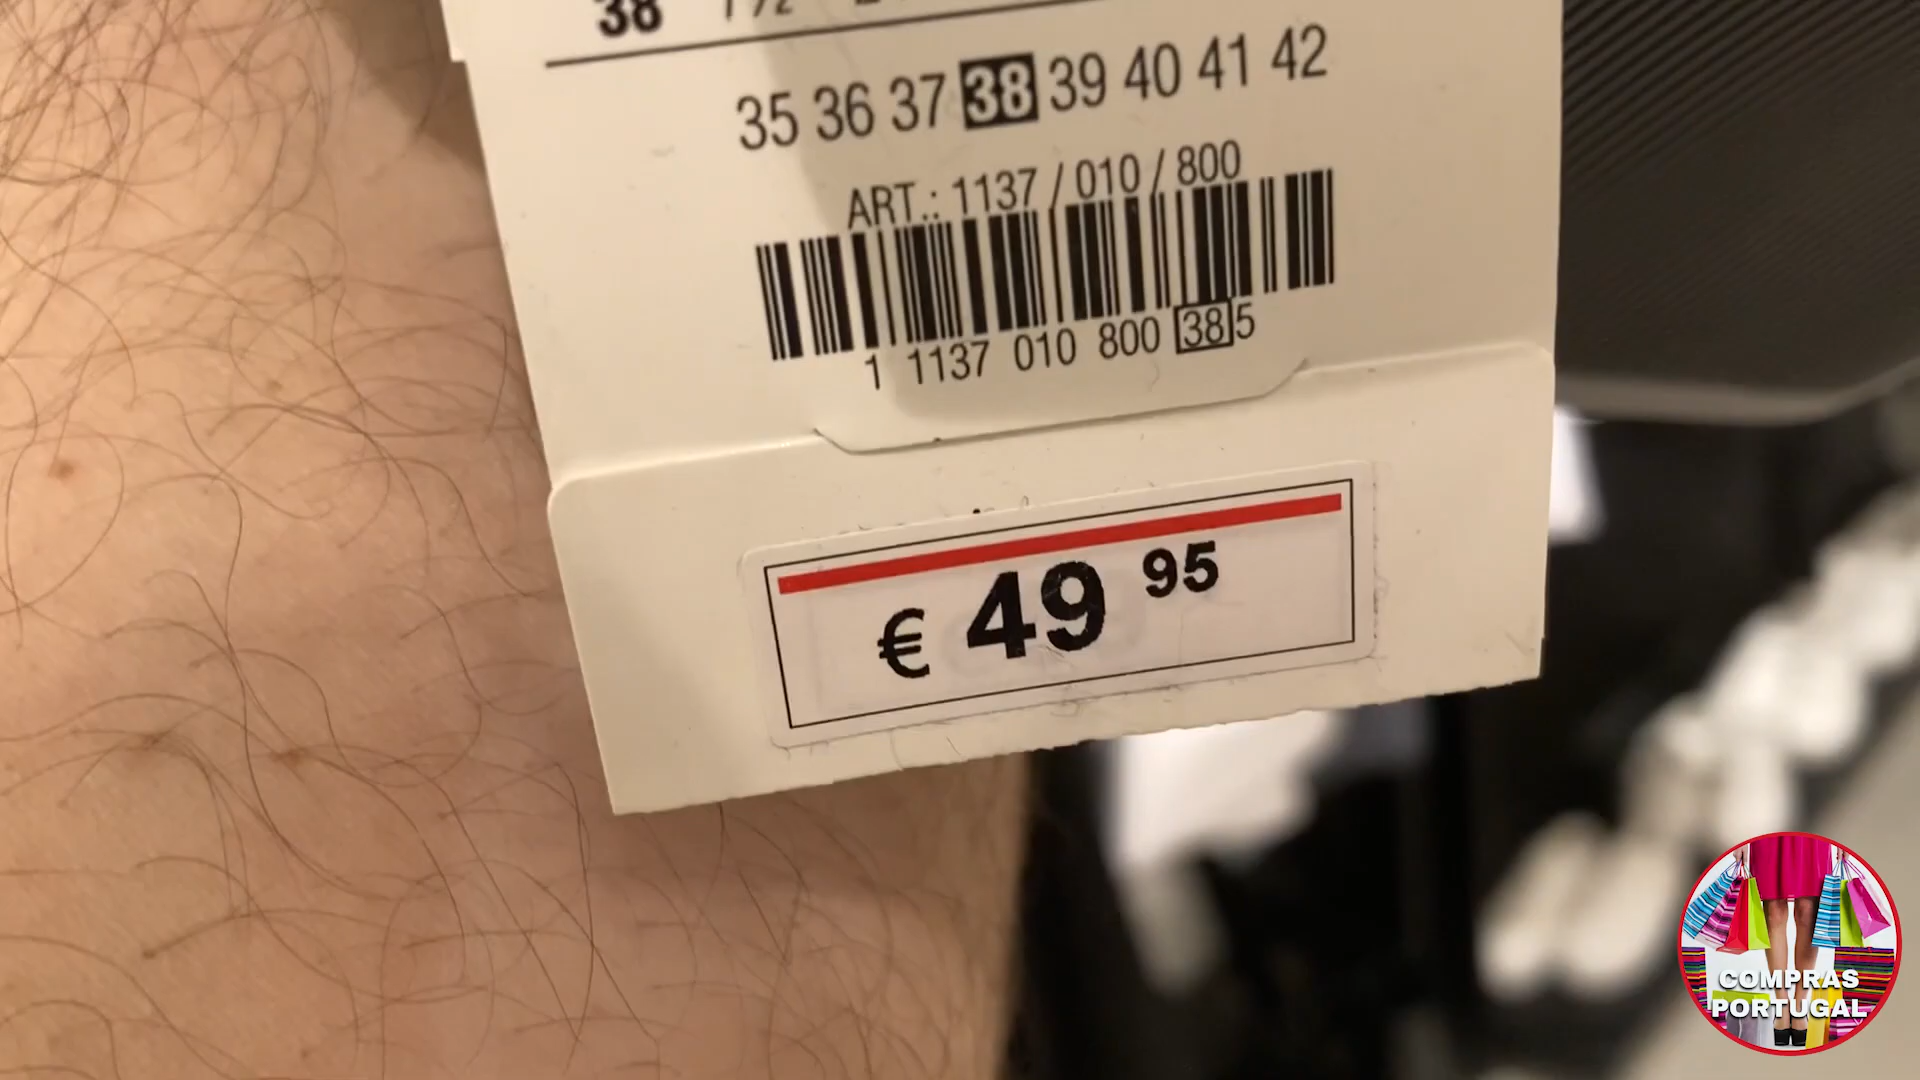 38
35 36 37 38 39 40 41 42
ART.: 1137 / 010 / 800
1 1137 010 800 38 5
€ 49 95
COMPRAS
PORTUGAL